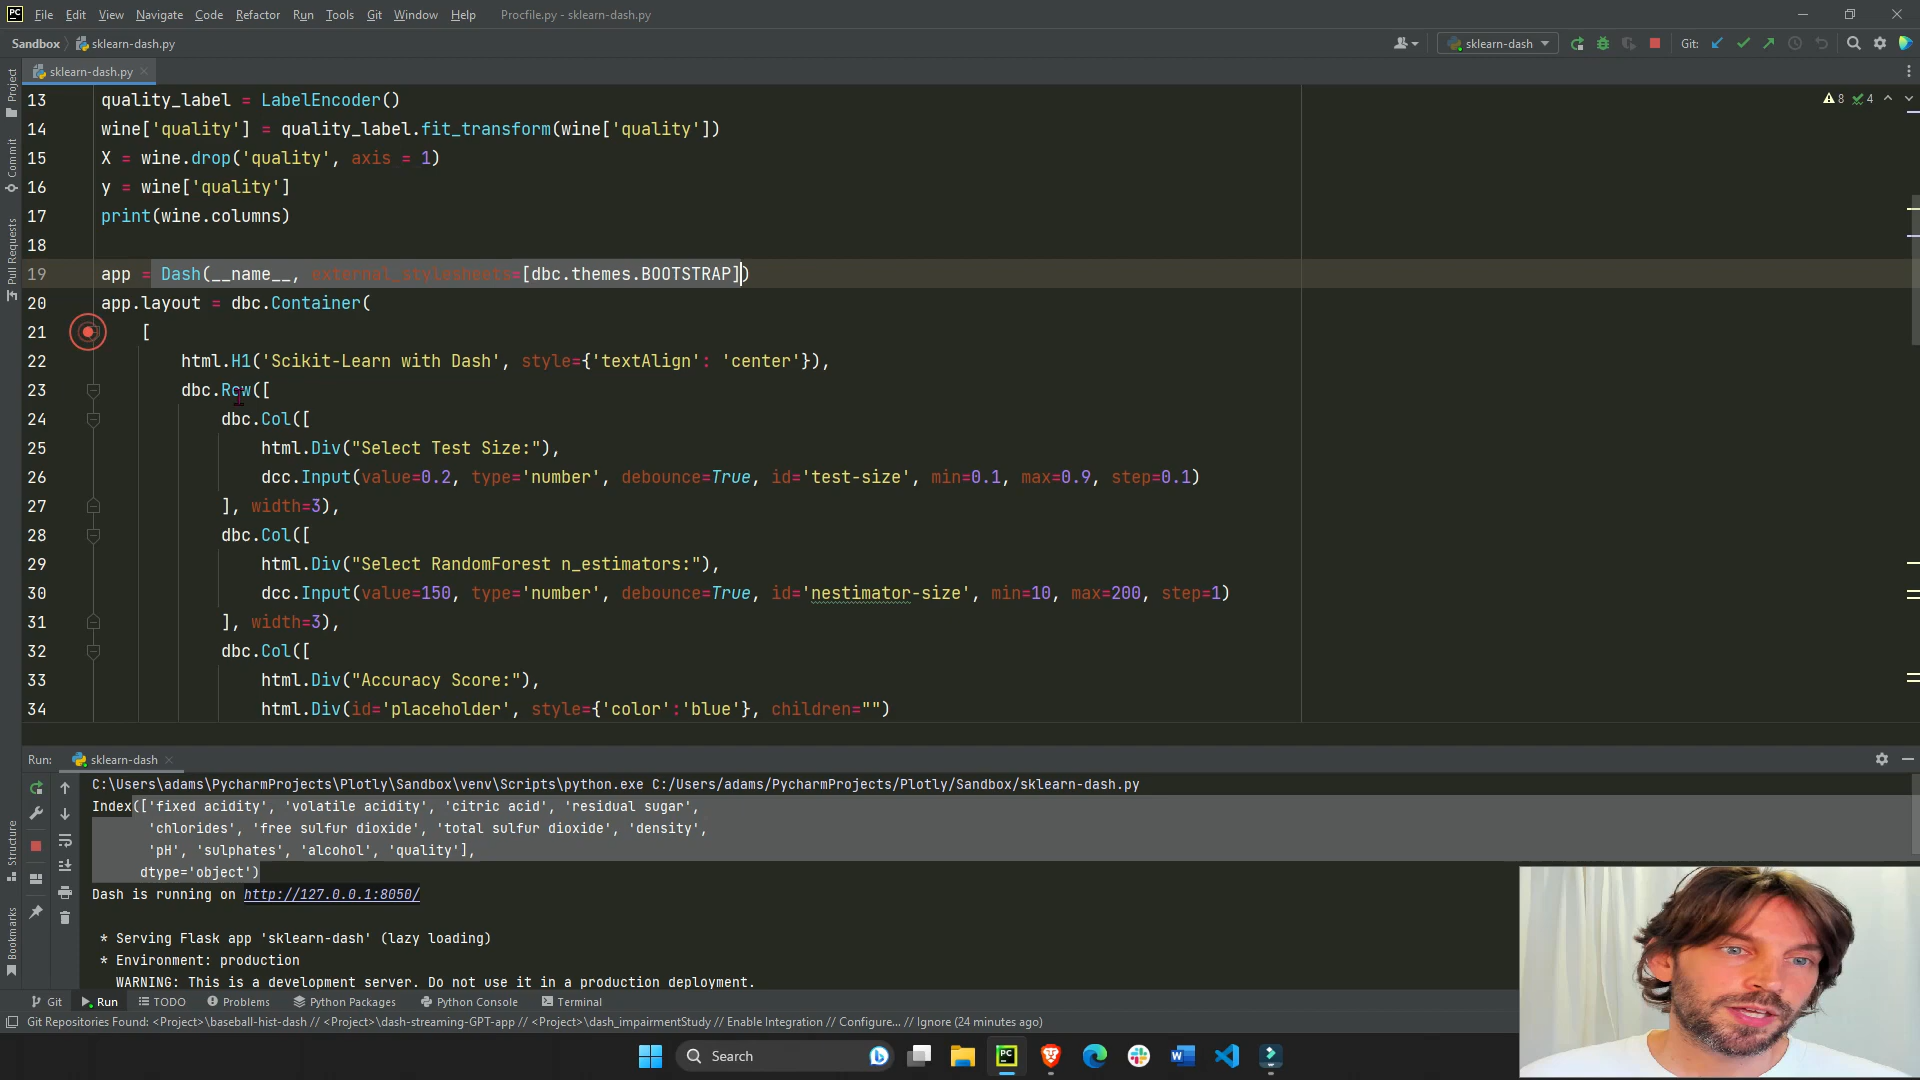 PC File Edit View Navigate Code Refactor Run Tools Git Window Help Procfile.py - sklearn-dash.py
Sandbox sklearn-dash.py sklearn-dash Git:
sklearn-dash.py
Project
Commit
Pull Requests
8 4
13 quality_label = LabelEncoder()
14 wine['quality'] = quality_label.fit_transform(wine['quality'])
15 X = wine.drop('quality', axis = 1)
16 y = wine['quality']
17 print(wine.columns)
18
19 app = Dash(__name__, external_stylesheets=[dbc.themes.BOOTSTRAP])
20 app.layout = dbc.Container(
21 [
22 html.H1('Scikit-Learn with Dash', style={'textAlign': 'center'}),
23 dbc.Row([
24 dbc.Col([
25 html.Div("Select Test Size:"),
26 dcc.Input(value=0.2, type='number', debounce=True, id='test-size', min=0.1, max=0.9, step=0.1)
27 ], width=3),
28 dbc.Col([
29 html.Div("Select RandomForest n_estimators:"),
30 dcc.Input(value=150, type='number', debounce=True, id='nestimator-size', min=10, max=200, step=1)
31 ], width=3),
32 dbc.Col([
33 html.Div("Accuracy Score:"),
34 html.Div(id='placeholder', style={'color':'blue'}, children="")
Run: sklearn-dash
Structure
Bookmarks
C:\Users\adams\PycharmProjects\Plotly\Sandbox\venv\Scripts\python.exe C:/Users/adams/PycharmProjects/Plotly/Sandbox/sklearn-dash.py
Index(['fixed acidity', 'volatile acidity', 'citric acid', 'residual sugar',
'chlorides', 'free sulfur dioxide', 'total sulfur dioxide', 'density',
'pH', 'sulphates', 'alcohol', 'quality'],
dtype='object')
Dash is running on http://127.0.0.1:8050/
* Serving Flask app 'sklearn-dash' (lazy loading)
* Environment: production
WARNING: This is a development server. Do not use it in a production deployment.
Git Run TODO Problems Python Packages Python Console Terminal
Git Repositories Found: <Project>\baseball-hist-dash // <Project>\dash-streaming-GPT-app // <Project>\dash_impairmentStudy // Enable Integration // Configure... // Ignore (24 minutes ago)
Search